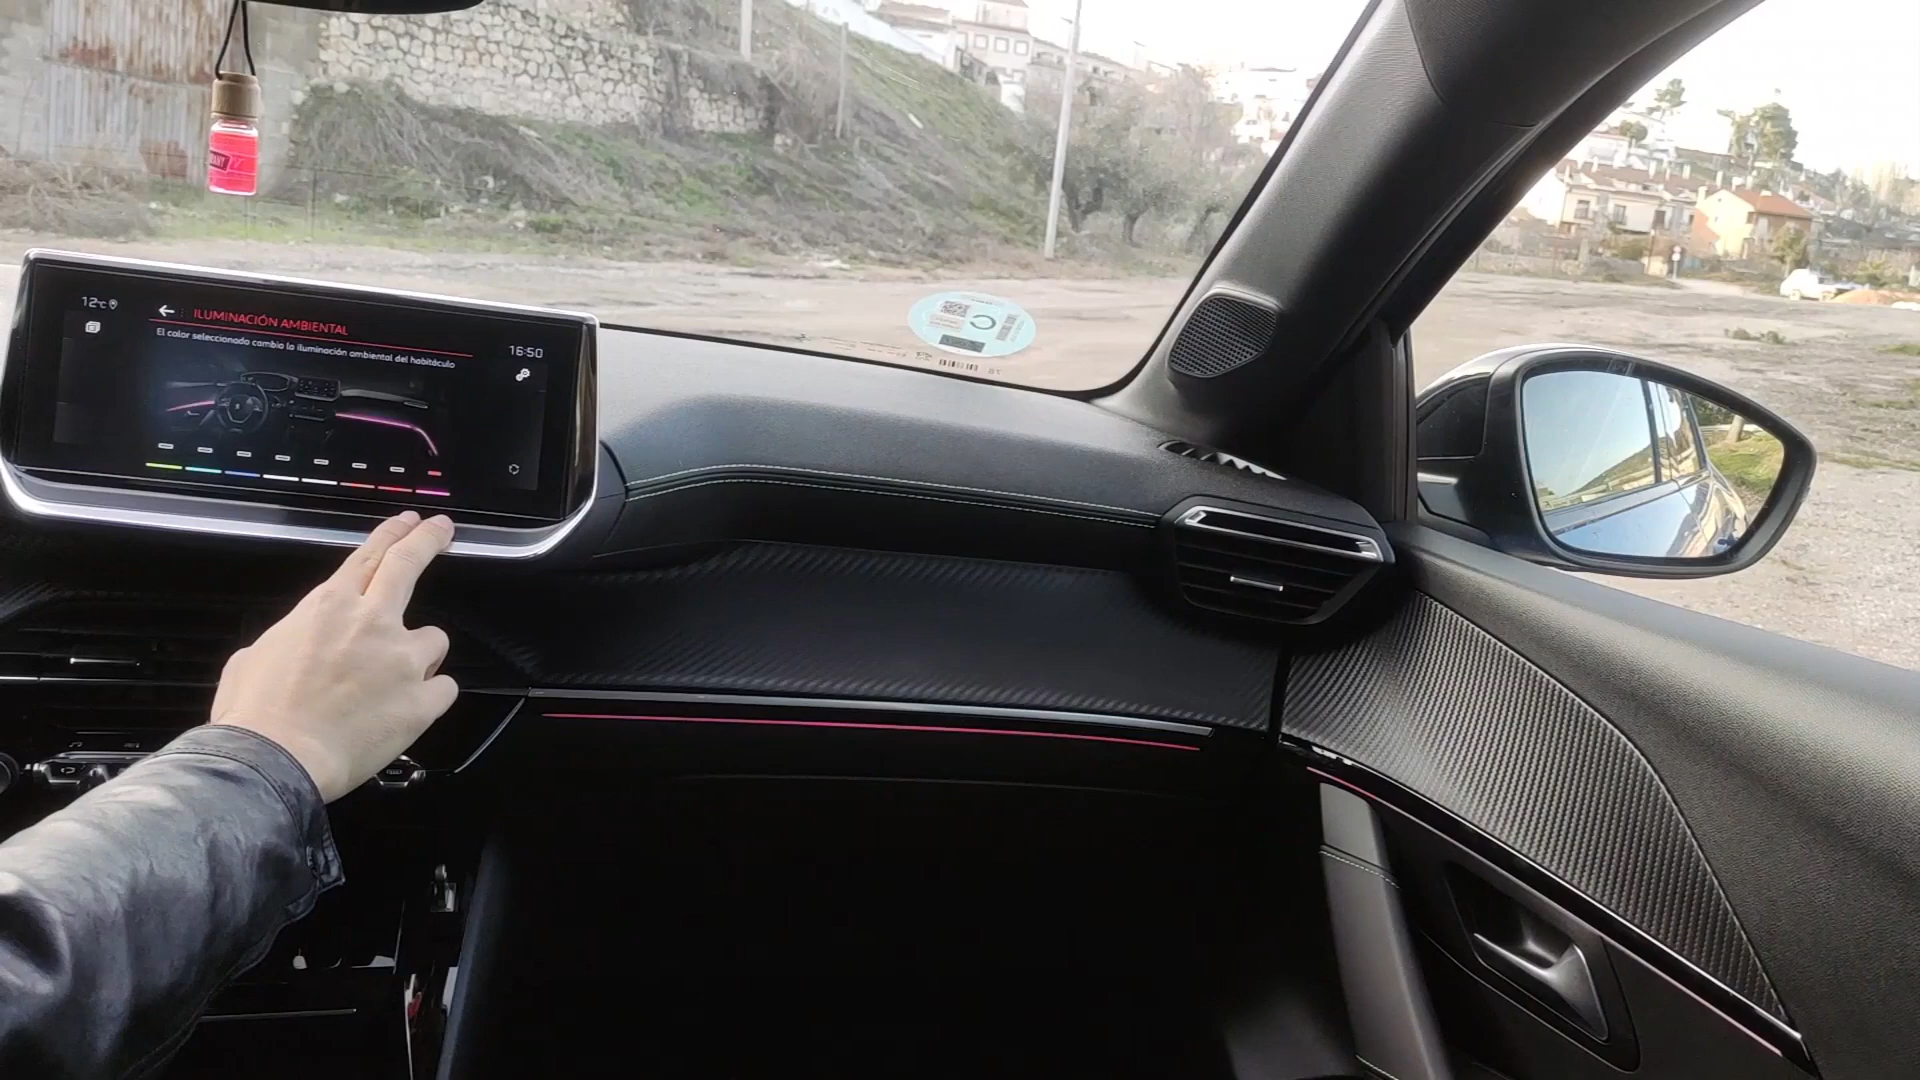 12°C
ILUMINACIÓN AMBIENTAL
El color seleccionado cambia la iluminación ambiental del habitáculo
16:50